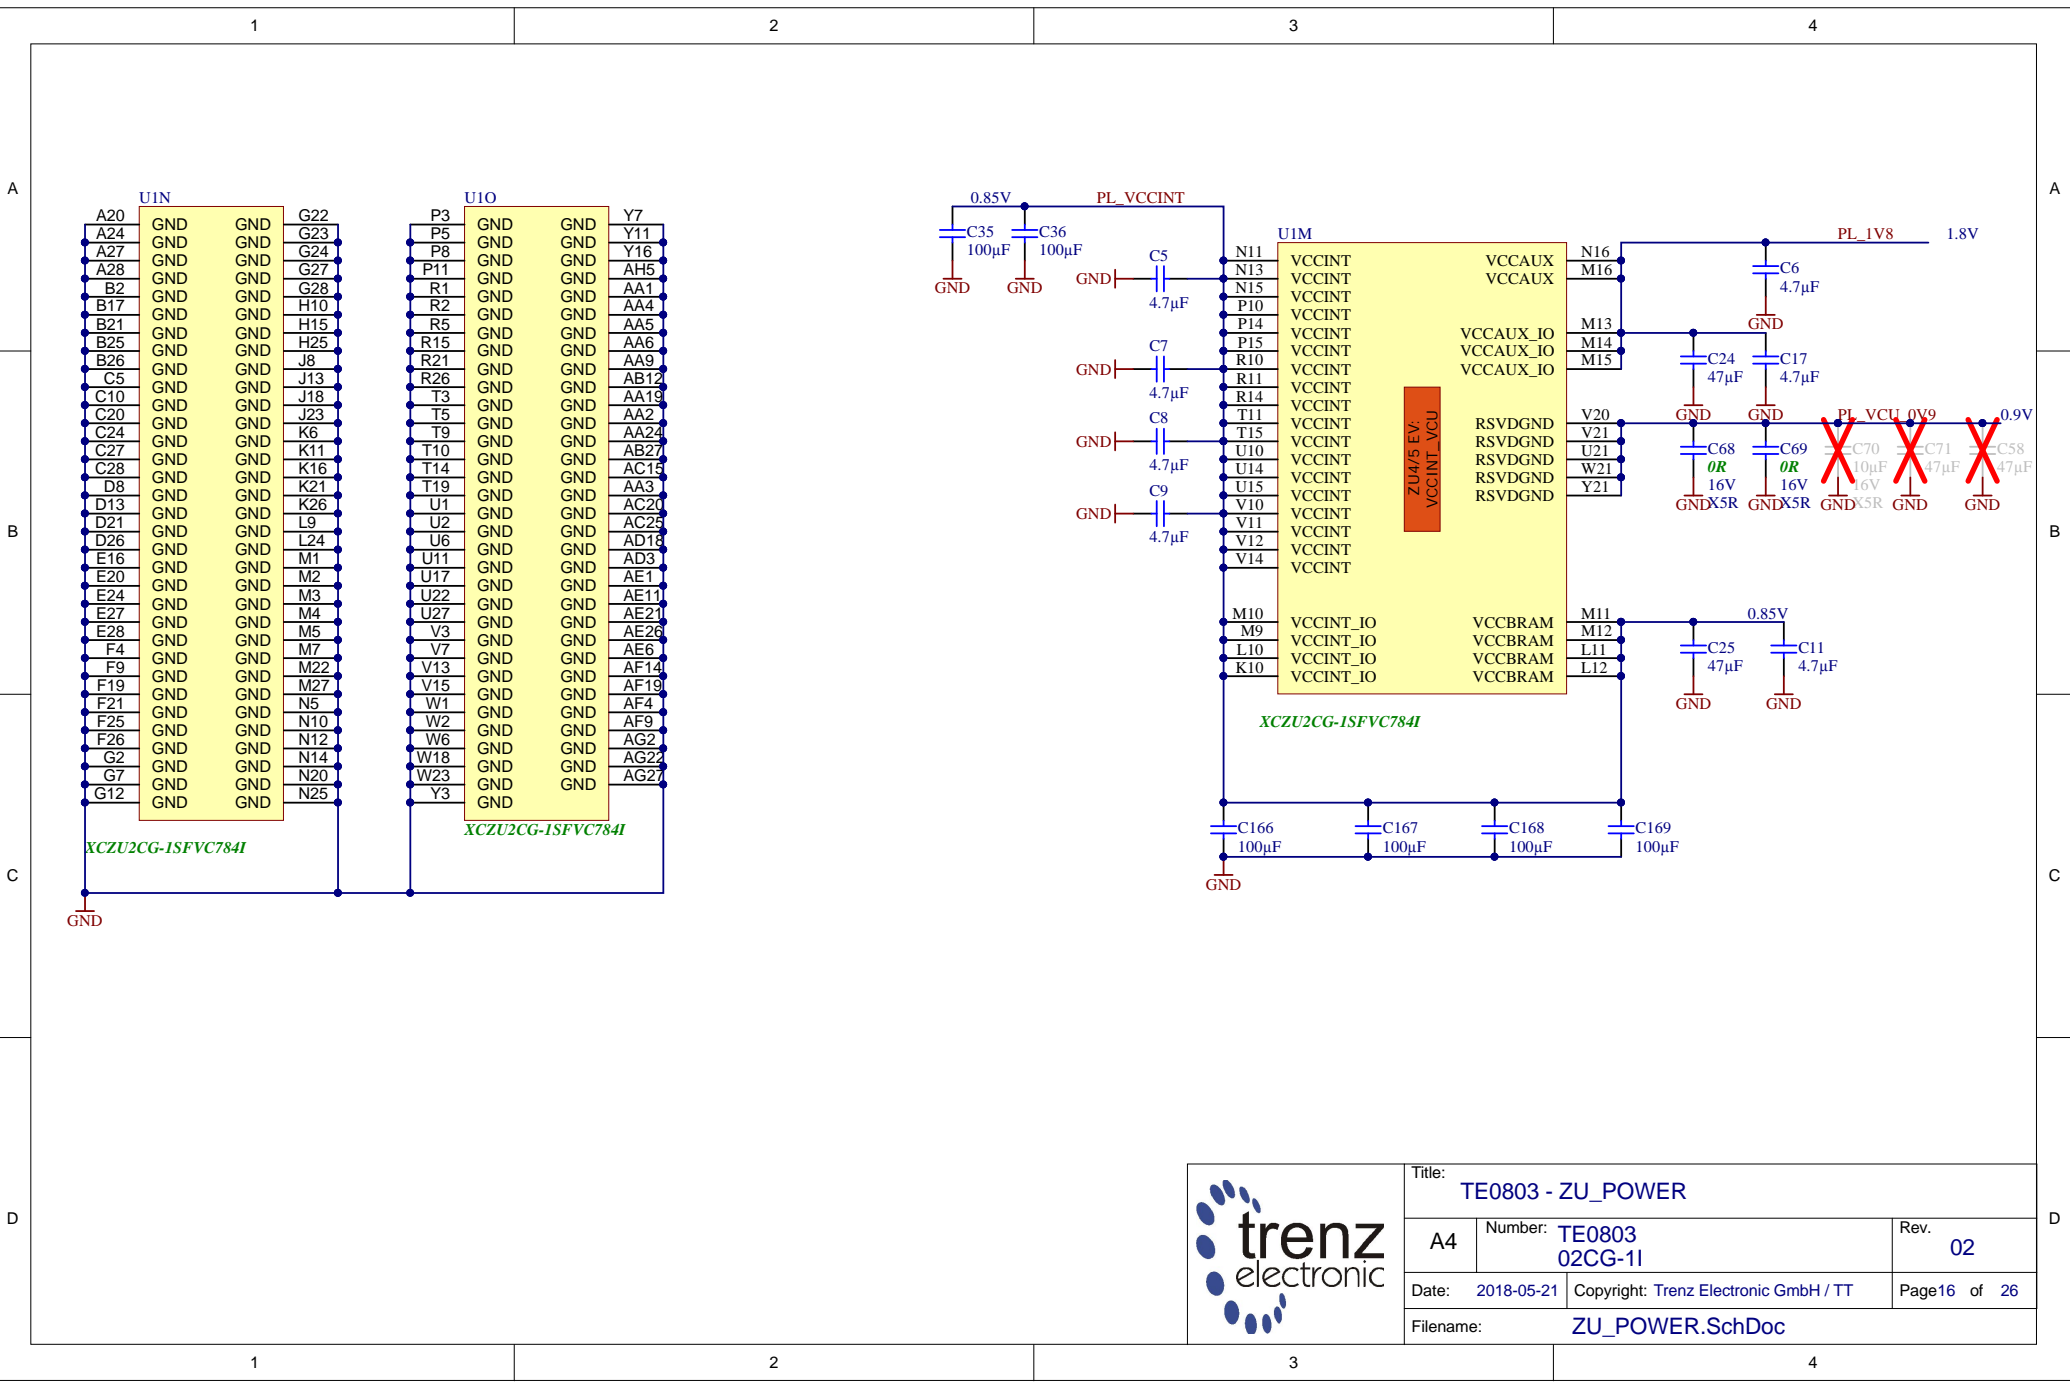 1 2 3 4
A A
B B
C C
D D
U1N
A20 GND GND G22
A24 GND GND G23
A27 GND GND G24
A28 GND GND G27
B2 GND GND G28
B17 GND GND H10
B21 GND GND H15
B25 GND GND H25
B26 GND GND J8
C5 GND GND J13
C10 GND GND J18
C20 GND GND J23
C24 GND GND K6
C27 GND GND K11
C28 GND GND K16
D8 GND GND K21
D13 GND GND K26
D21 GND GND L9
D26 GND GND L24
E16 GND GND M1
E20 GND GND M2
E24 GND GND M3
E27 GND GND M4
E28 GND GND M5
F4 GND GND M7
F9 GND GND M22
F19 GND GND M27
F21 GND GND N5
F25 GND GND N10
F26 GND GND N12
G2 GND GND N14
G7 GND GND N20
G12 GND GND N25
XCZU2CG-1SFVC784I
GND
U1O
P3 GND GND Y7
P5 GND GND Y11
P8 GND GND Y16
P11 GND GND AH5
R1 GND GND AA1
R2 GND GND AA4
R5 GND GND AA5
R15 GND GND AA6
R21 GND GND AA9
R26 GND GND AB12
T3 GND GND AA19
T5 GND GND AA2
T9 GND GND AA24
T10 GND GND AB27
T14 GND GND AC15
T19 GND GND AA3
U1 GND GND AC20
U2 GND GND AC25
U6 GND GND AD18
U11 GND GND AD3
U17 GND GND AE1
U22 GND GND AE11
U27 GND GND AE21
V3 GND GND AE26
V7 GND GND AE6
V13 GND GND AF14
V15 GND GND AF19
W1 GND GND AF4
W2 GND GND AF9
W6 GND GND AG2
W18 GND GND AG22
W23 GND GND AG27
Y3 GND
XCZU2CG-1SFVC784I
0.85V PL_VCCINT
C35 100µF GND
C36 100µF GND
GND C5 4.7µF
GND C7 4.7µF
GND C8 4.7µF
GND C9 4.7µF
U1M
N11 VCCINT
N13 VCCINT
N15 VCCINT
P10 VCCINT
P14 VCCINT
P15 VCCINT
R10 VCCINT
R11 VCCINT
R14 VCCINT
T11 VCCINT
T15 VCCINT
U10 VCCINT
U14 VCCINT
U15 VCCINT
V10 VCCINT
V11 VCCINT
V12 VCCINT
V14 VCCINT
M10 VCCINT_IO
M9 VCCINT_IO
L10 VCCINT_IO
K10 VCCINT_IO
ZU4/5 EV:
VCCINT_VCU
VCCAUX N16
VCCAUX M16
VCCAUX_IO M13
VCCAUX_IO M14
VCCAUX_IO M15
RSVDGND V20
RSVDGND V21
RSVDGND U21
RSVDGND W21
RSVDGND Y21
VCCBRAM M11
VCCBRAM M12
VCCBRAM L11
VCCBRAM L12
XCZU2CG-1SFVC784I
PL_1V8 1.8V
C6 4.7µF GND
C24 47µF GND
C17 4.7µF GND
PL_VCU_0V9 0.9V
C68 0R 16V X5R GND
C69 0R 16V X5R GND
C70 10µF 16V X5R GND
C71 47µF GND
C58 47µF GND
0.85V
C25 47µF GND
C11 4.7µF GND
C166 100µF
C167 100µF
C168 100µF
C169 100µF
GND
trenz
electronic
Title:
TE0803 - ZU_POWER
A4 Number: TE0803
02CG-1I
Rev. 02
Date: 2018-05-21 Copyright: Trenz Electronic GmbH / TT Page16 of 26
Filename: ZU_POWER.SchDoc
1 2 3 4